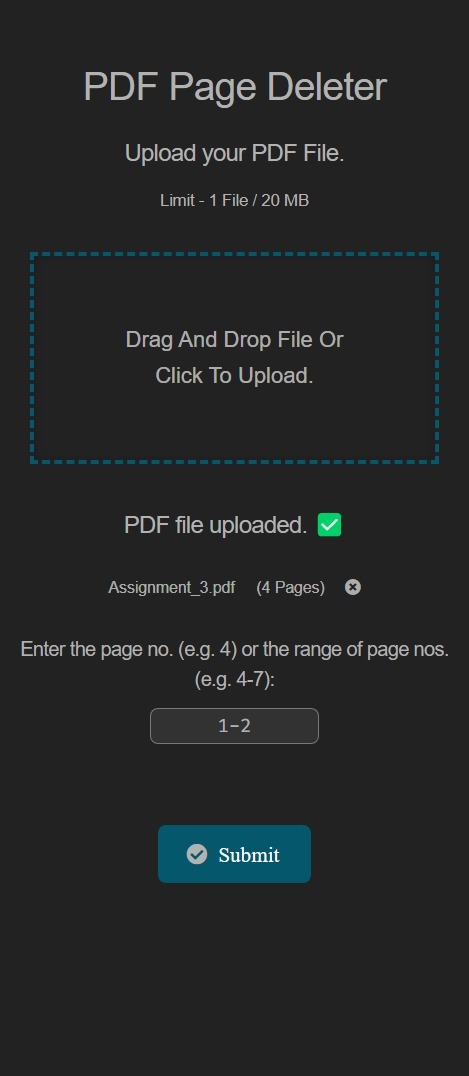 PDF Page Deleter
Upload your PDF File.
Limit - 1 File / 20 MB
Drag And Drop File Or
Click To Upload.
PDF file uploaded. ✅
Assignment_3.pdf (4 Pages)
Enter the page no. (e.g. 4) or the range of page nos.
(e.g. 4-7):
1-2
Submit